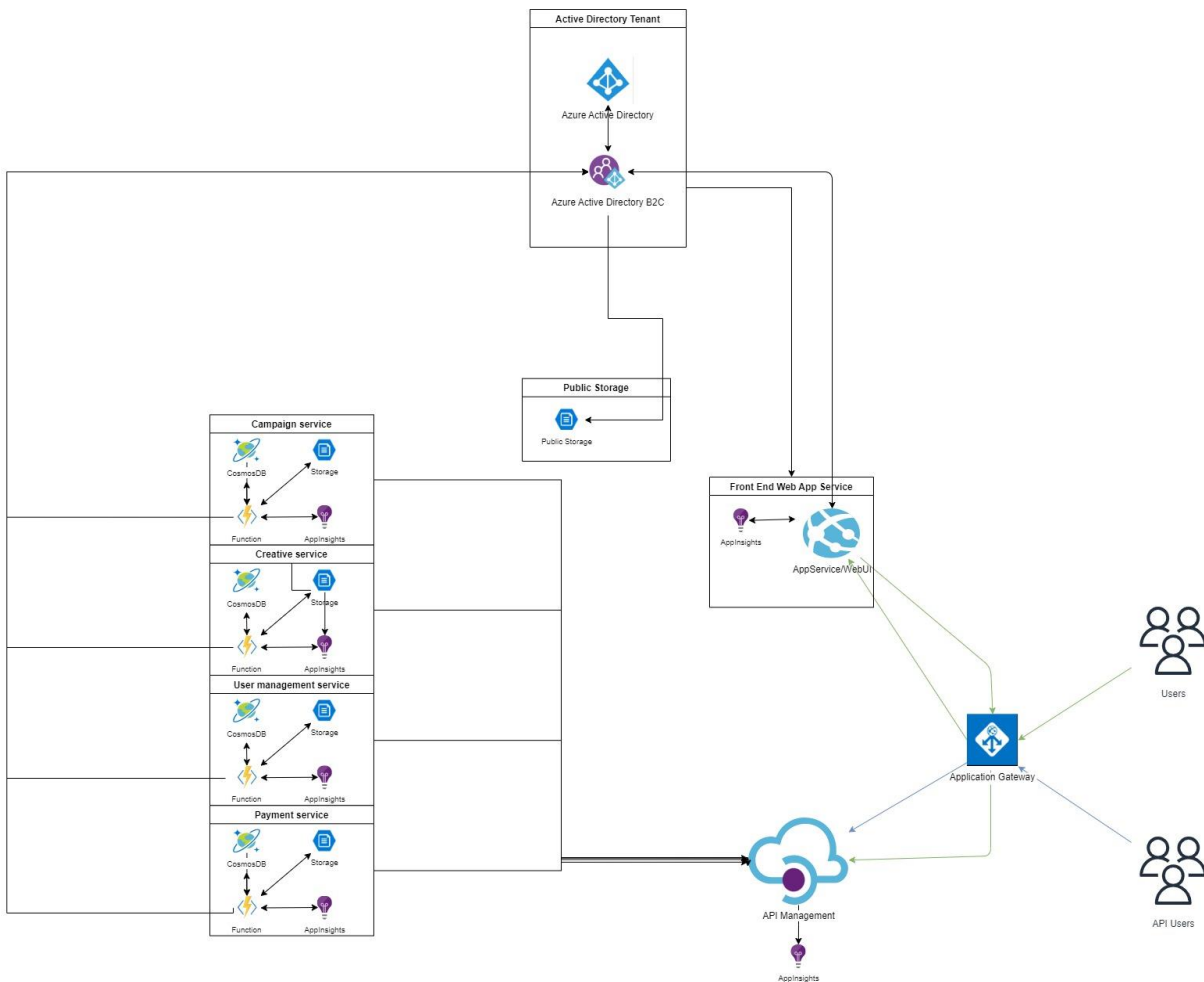 Active Directory Tenant
Azure Active Directory
Azure Active Directory B2C
Public Storage
Public Storage
Campaign service
CosmosDB
Storage
Function
AppInsights
Creative service
CosmosDB
Storage
Function
AppInsights
User management service
CosmosDB
Storage
Function
AppInsights
Payment service
CosmosDB
Storage
Function
AppInsights
Front End Web App Service
AppInsights
AppService/WebUI
Users
Application Gateway
API Management
AppInsights
API Users